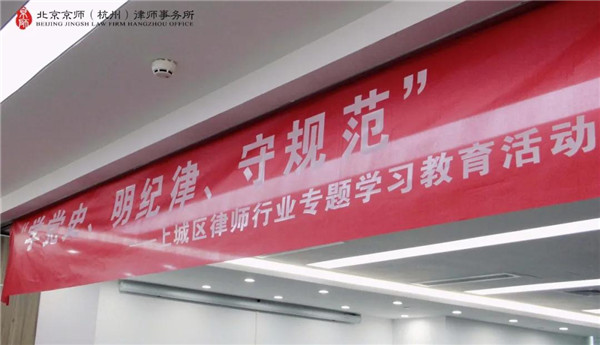 京师
北京京师（杭州）律师事务所
BEIJING JINGSH LAW FIRM HANGZHOU OFFICE
“学党史、明纪律、守规范”
——上城区律师行业专题学习教育活动